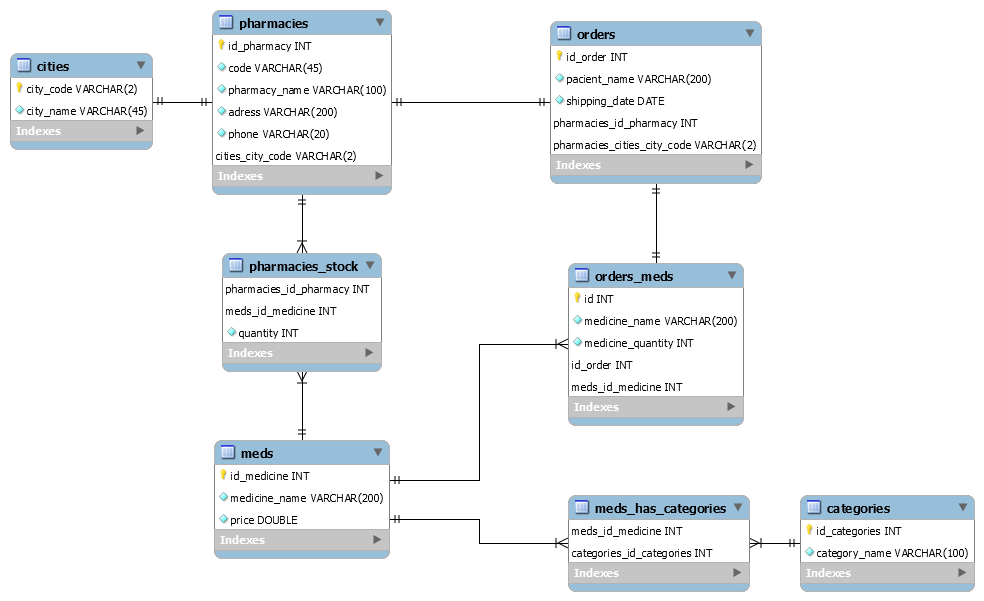 cities
city_code VARCHAR(2)
city_name VARCHAR(45)
Indexes
pharmacies
id_pharmacy INT
code VARCHAR(45)
pharmacy_name VARCHAR(100)
adress VARCHAR(200)
phone VARCHAR(20)
cities_city_code VARCHAR(2)
Indexes
orders
id_order INT
pacient_name VARCHAR(200)
shipping_date DATE
pharmacies_id_pharmacy INT
pharmacies_cities_city_code VARCHAR(2)
Indexes
pharmacies_stock
pharmacies_id_pharmacy INT
meds_id_medicine INT
quantity INT
Indexes
orders_meds
id INT
medicine_name VARCHAR(200)
medicine_quantity INT
id_order INT
meds_id_medicine INT
Indexes
meds
id_medicine INT
medicine_name VARCHAR(200)
price DOUBLE
Indexes
meds_has_categories
meds_id_medicine INT
categories_id_categories INT
Indexes
categories
id_categories INT
category_name VARCHAR(100)
Indexes